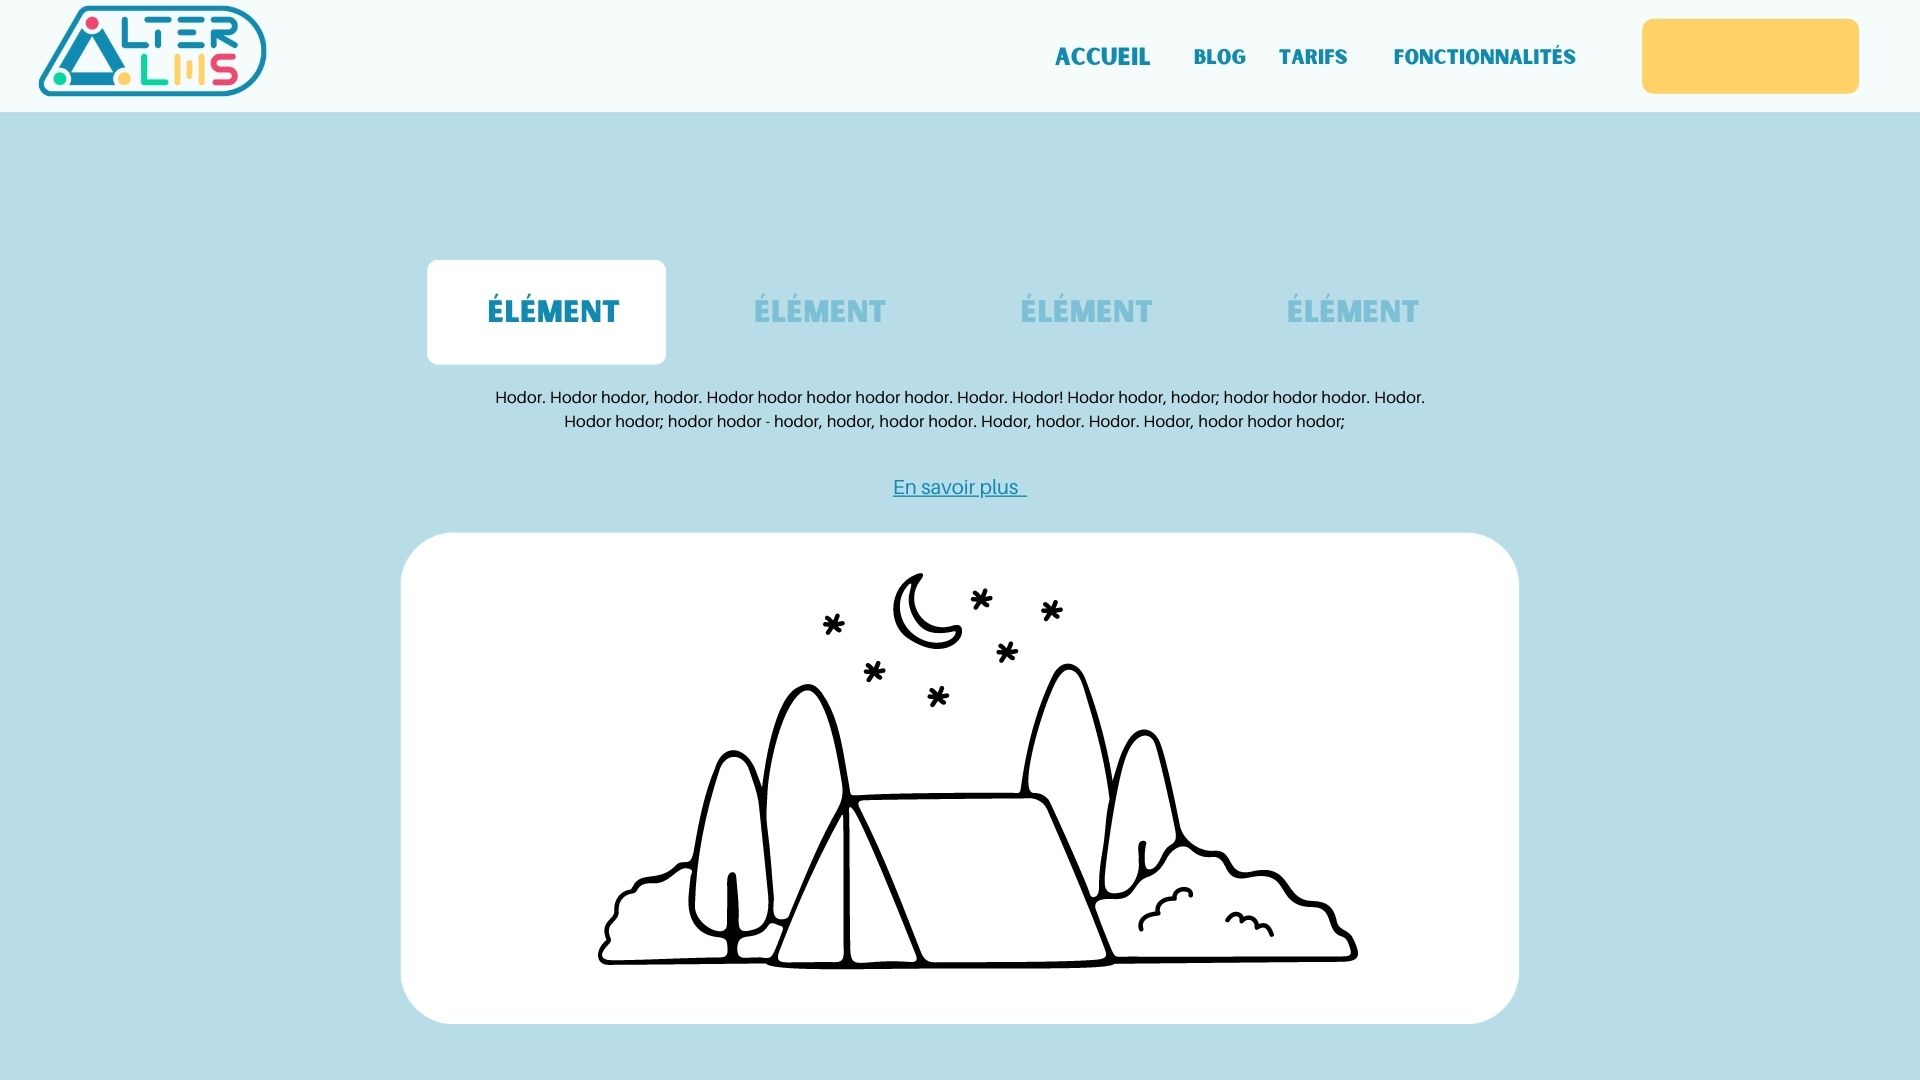 ALTER
LMS
ACCUEIL BLOG TARIFS FONCTIONNALITÉS
ÉLÉMENT ÉLÉMENT ÉLÉMENT ÉLÉMENT
Hodor. Hodor hodor, hodor. Hodor hodor hodor hodor hodor. Hodor. Hodor! Hodor hodor, hodor; hodor hodor hodor. Hodor.
Hodor hodor; hodor hodor - hodor, hodor, hodor hodor. Hodor, hodor. Hodor. Hodor, hodor hodor hodor;
En savoir plus